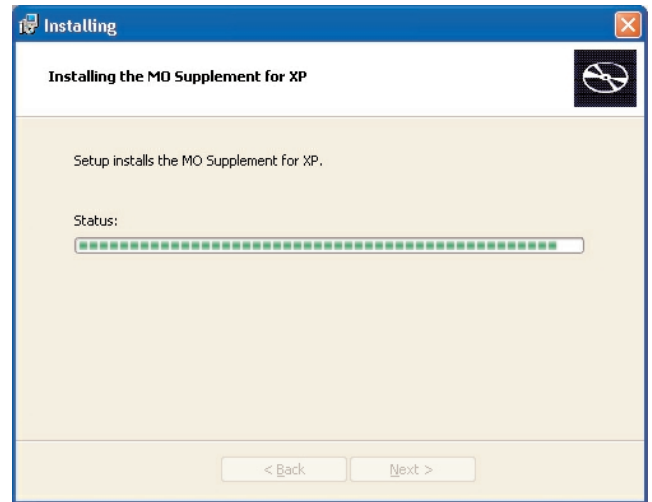 Installing
Installing the MO Supplement for XP
Setup installs the MO Supplement for XP.
Status:
< Back Next >